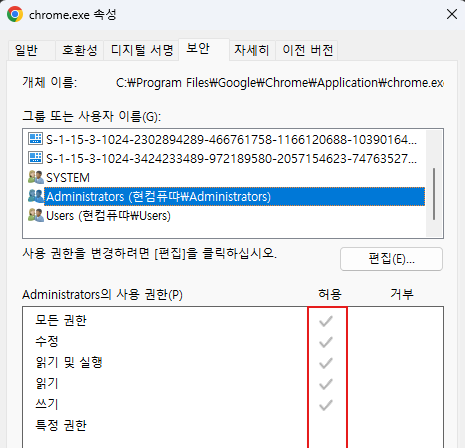 chrome.exe 속성
일반 호환성 디지털 서명 보안 자세히 이전 버전
개체 이름: C:₩Program Files₩Google₩Chrome₩Application₩chrome.exe
그룹 또는 사용자 이름(G):
S-1-15-3-1024-2302894289-466761758-1166120688-10390164...
S-1-15-3-1024-3424233489-972189580-2057154623-74763527...
SYSTEM
Administrators (현컴퓨땨₩Administrators)
Users (현컴퓨땨₩Users)
사용 권한을 변경하려면 [편집]을 클릭하십시오.
편집(E)...
Administrators의 사용 권한(P) 허용 거부
모든 권한
수정
읽기 및 실행
읽기
쓰기
특정 권한